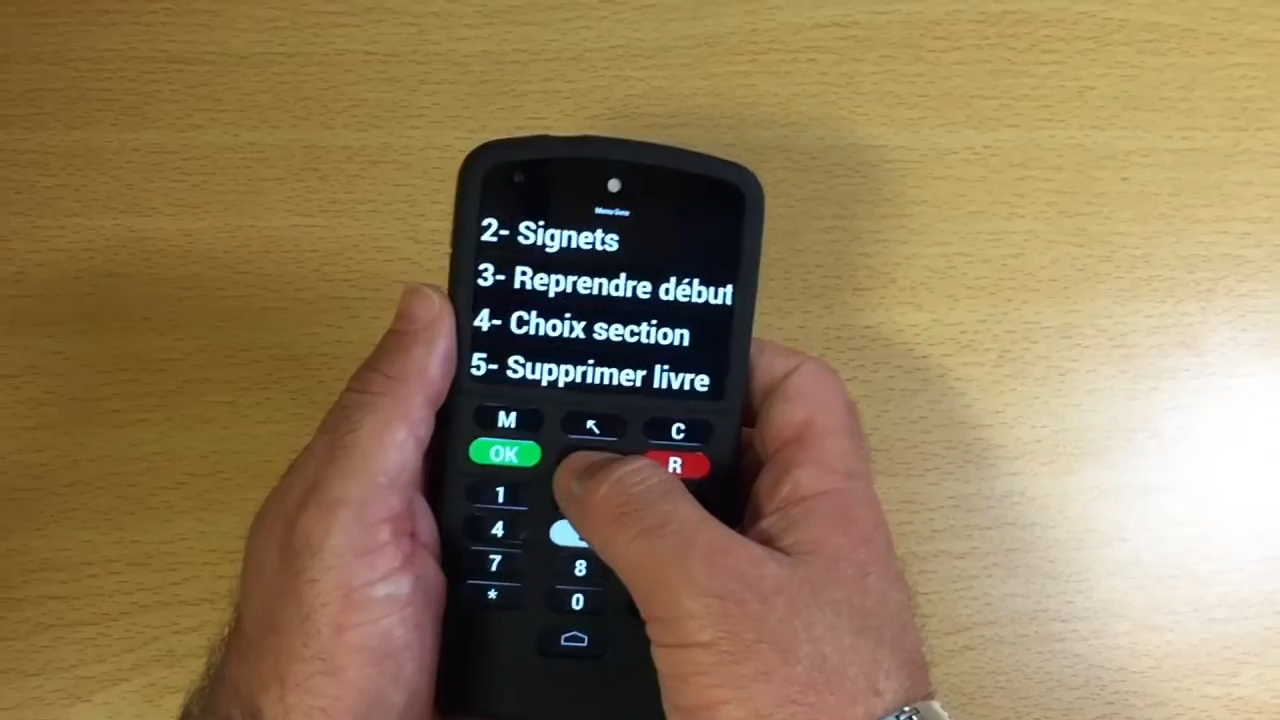 2- Signets
3- Reprendre début
4- Choix section
5- Supprimer livre
M ↖ C
OK R
1
4
7 8
* 0